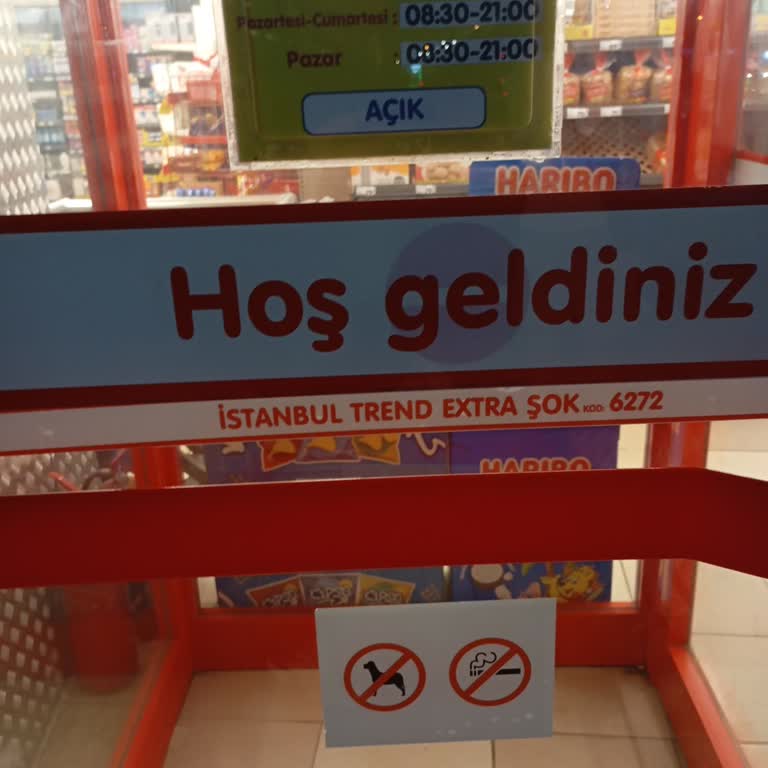 Pazartesi-Cumartesi : 08:30-21:00
Pazar 08:30-21:00
AÇIK
HARIBO
Hoş geldiniz
İSTANBUL TREND EXTRA ŞOK KOD: 6272
HARIBO